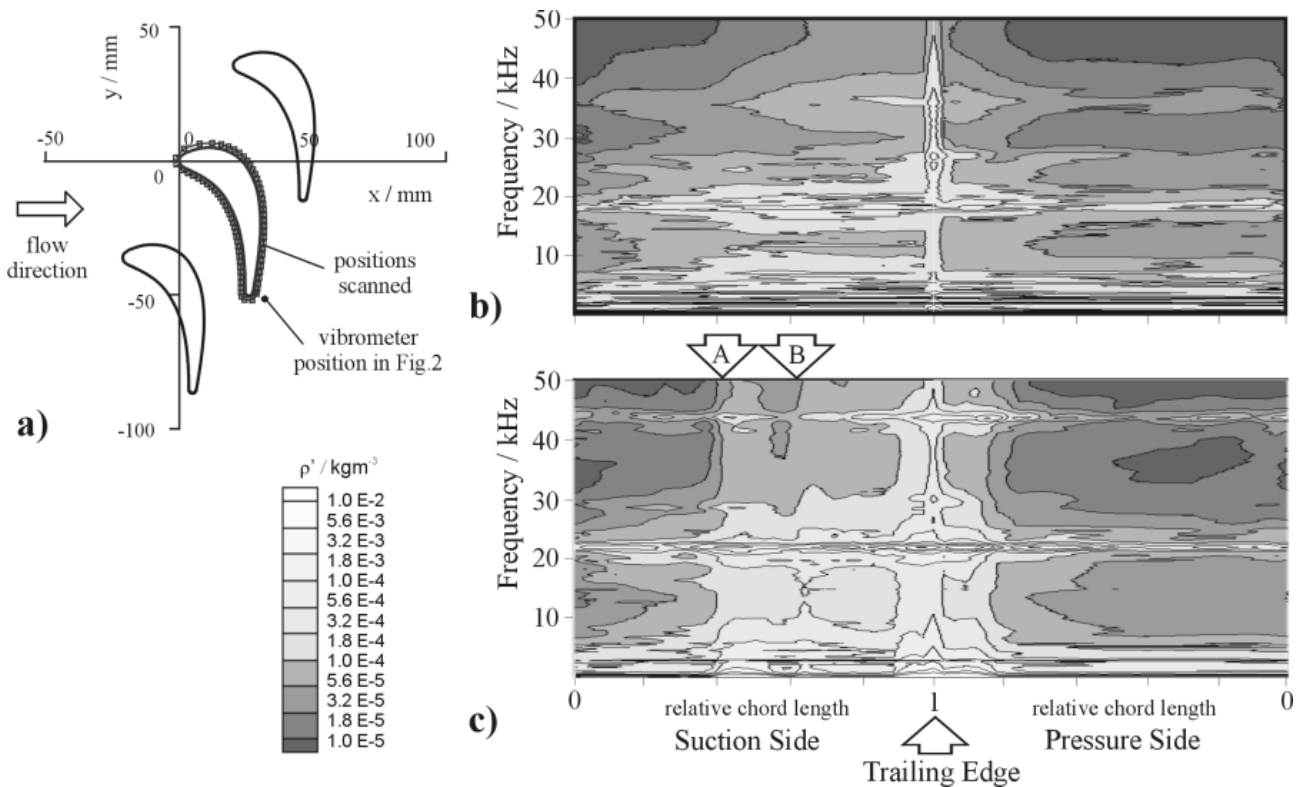 50
y / mm
-50
0
50
100
0
x / mm
flow
direction
positions
scanned
-50
vibrometer
position in Fig.2
a)
-100
ρ' / kgm⁻³
1.0 E-2
5.6 E-3
3.2 E-3
1.8 E-3
1.0 E-4
5.6 E-4
3.2 E-4
1.8 E-4
1.0 E-4
5.6 E-5
3.2 E-5
1.8 E-5
1.0 E-5
50
40
30
20
10
Frequency / kHz
b)
A
B
50
40
30
20
10
Frequency / kHz
c)
0
1
0
relative chord length
relative chord length
Suction Side
Pressure Side
Trailing Edge